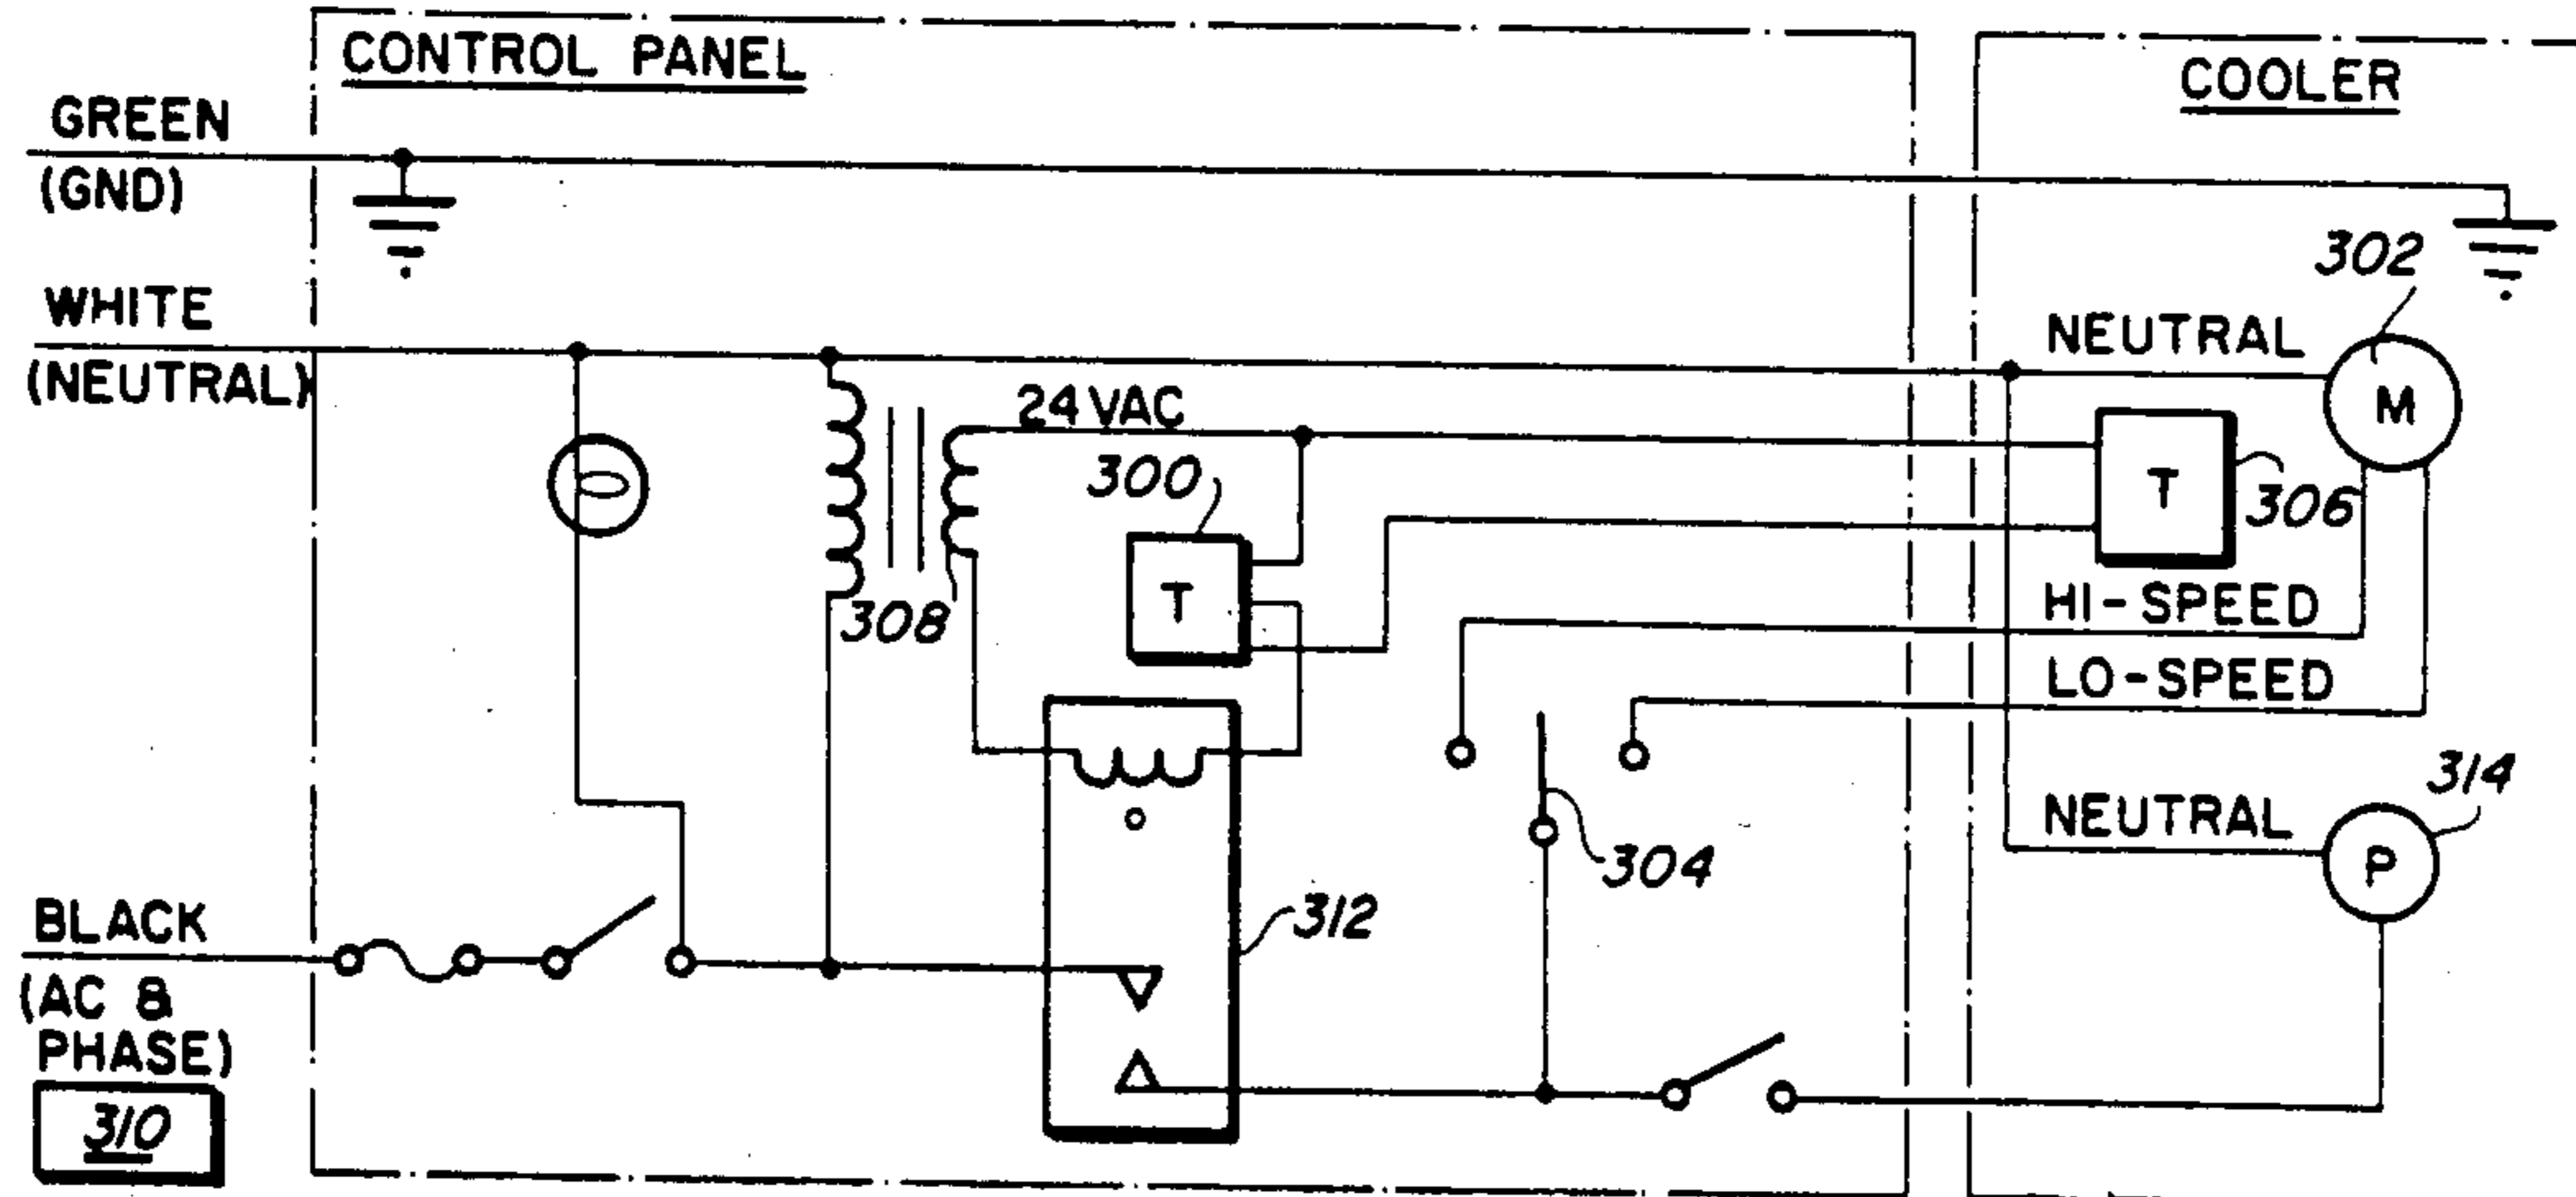 CONTROL PANEL
COOLER
GREEN
(GND)
302
WHITE
(NEUTRAL)
NEUTRAL
M
24 VAC
300
T
T
306
308
HI-SPEED
LO-SPEED
314
NEUTRAL
P
304
312
BLACK
(AC &
PHASE)
310